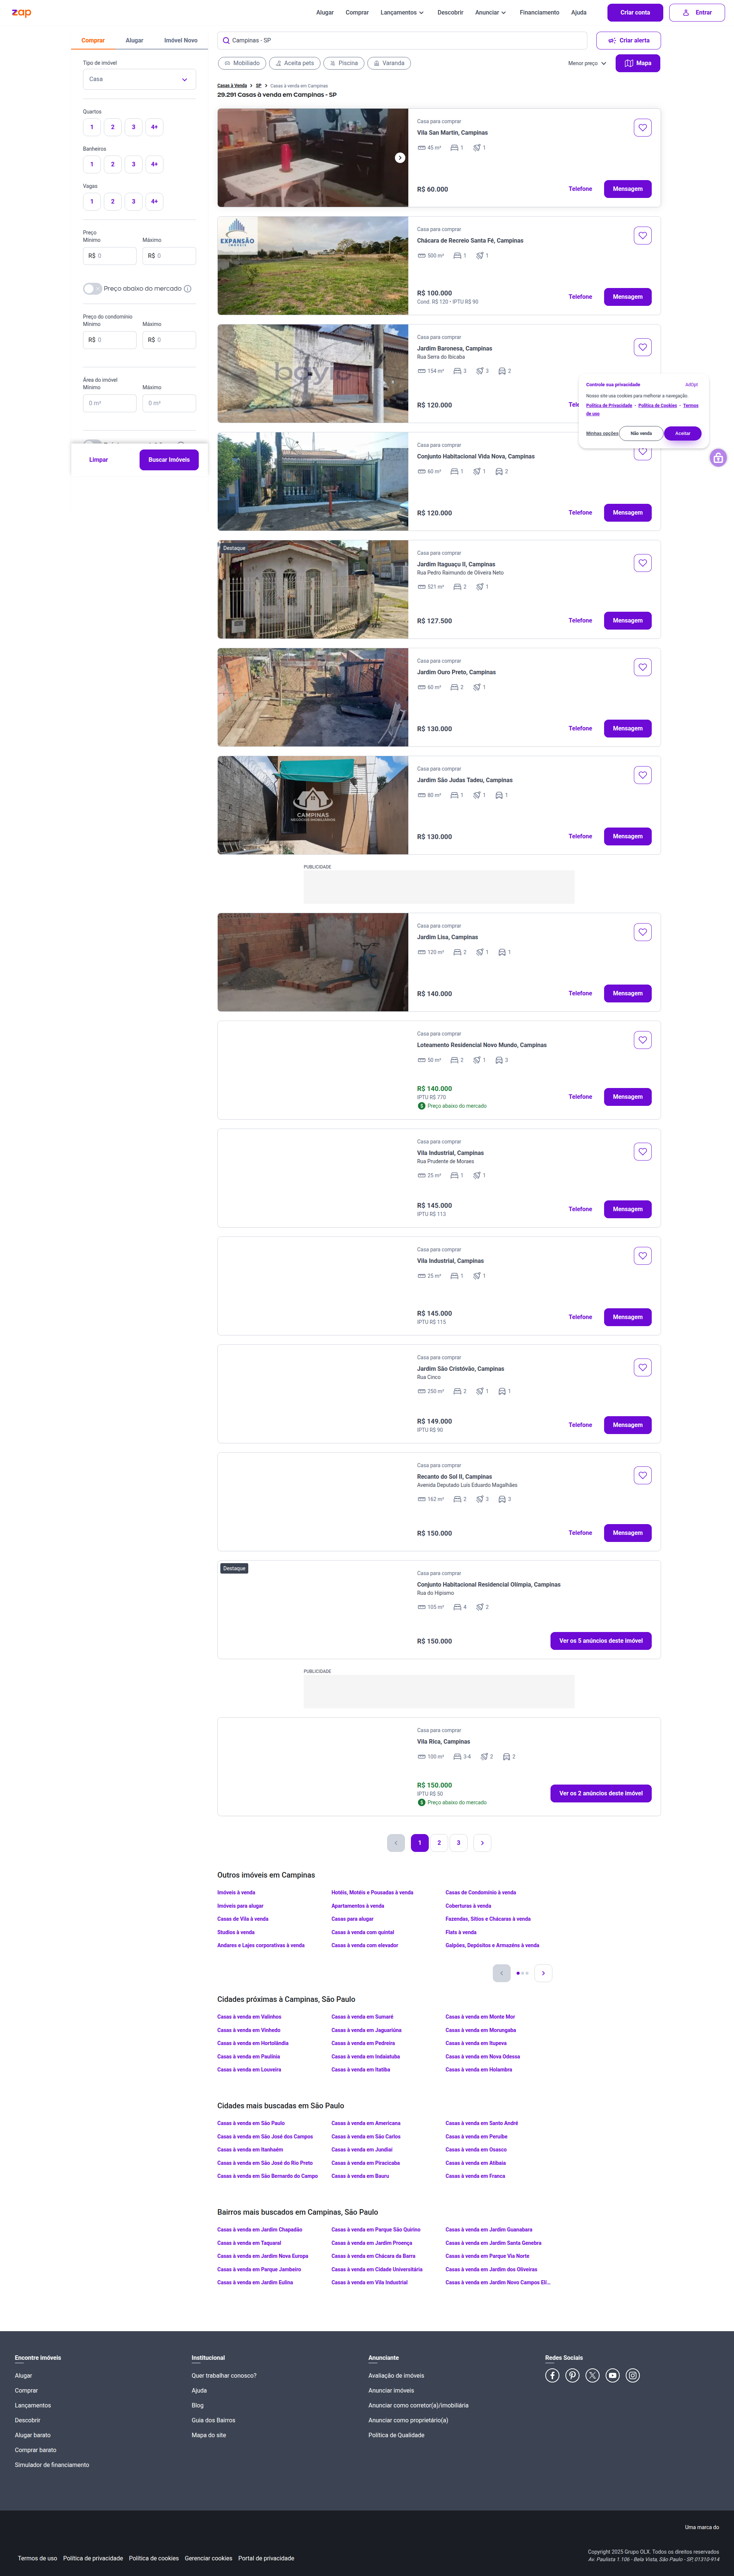 zap
Alugar Comprar Lançamentos Descobrir Anunciar Financiamento Ajuda Criar conta Entrar
Comprar Alugar Imóvel Novo
Tipo de imóvel
Casa
Quartos
1 2 3 4+
Banheiros
1 2 3 4+
Vagas
1 2 3 4+
Preço
Mínimo Máximo
R$ 0 R$ 0
Preço abaixo do mercado
Preço do condomínio
Mínimo Máximo
R$ 0 R$ 0
Área do imóvel
Mínimo Máximo
0 m² 0 m²
Limpar Buscar Imóveis
Campinas - SP
Criar alerta
Mobiliado Aceita pets Piscina Varanda
Menor preço Mapa
Casas à Venda SP Casas à venda em Campinas
29.291 Casas à venda em Campinas - SP
Casa para comprar
Vila San Martin, Campinas
45 m² 1 1
R$ 60.000
Telefone Mensagem
EXPANSÃO
IMÓVEIS
Casa para comprar
Chácara de Recreio Santa Fé, Campinas
500 m² 1 1
R$ 100.000
Cond. R$ 120 • IPTU R$ 90
Telefone Mensagem
Casa para comprar
Jardim Baronesa, Campinas
Rua Serra do Ibicaba
154 m² 3 3 2
R$ 120.000
Controle sua privacidade AdOpt
Nosso site usa cookies para melhorar a navegação.
Política de Privacidade - Política de Cookies - Termos
de uso
Minhas opções Não venda Aceitar
Casa para comprar
Conjunto Habitacional Vida Nova, Campinas
60 m² 1 1 2
R$ 120.000
Telefone Mensagem
Destaque
Casa para comprar
Jardim Itaguaçu II, Campinas
Rua Pedro Raimundo de Oliveira Neto
521 m² 2 1
R$ 127.500
Telefone Mensagem
Casa para comprar
Jardim Ouro Preto, Campinas
60 m² 2 1
R$ 130.000
Telefone Mensagem
CAMPINAS
NEGÓCIOS IMOBILIÁRIOS
Casa para comprar
Jardim São Judas Tadeu, Campinas
80 m² 1 1 1
R$ 130.000
Telefone Mensagem
PUBLICIDADE
Casa para comprar
Jardim Lisa, Campinas
120 m² 2 1 1
R$ 140.000
Telefone Mensagem
Casa para comprar
Loteamento Residencial Novo Mundo, Campinas
50 m² 2 1 3
R$ 140.000
IPTU R$ 770
Preço abaixo do mercado
Telefone Mensagem
Casa para comprar
Vila Industrial, Campinas
Rua Prudente de Moraes
25 m² 1 1
R$ 145.000
IPTU R$ 113
Telefone Mensagem
Casa para comprar
Vila Industrial, Campinas
25 m² 1 1
R$ 145.000
IPTU R$ 115
Telefone Mensagem
Casa para comprar
Jardim São Cristóvão, Campinas
Rua Cinco
250 m² 2 1 1
R$ 149.000
IPTU R$ 90
Telefone Mensagem
Casa para comprar
Recanto do Sol II, Campinas
Avenida Deputado Luis Eduardo Magalhães
162 m² 2 3 3
R$ 150.000
Telefone Mensagem
Destaque
Casa para comprar
Conjunto Habitacional Residencial Olímpia, Campinas
Rua do Hipismo
105 m² 4 2
R$ 150.000
Ver os 5 anúncios deste imóvel
PUBLICIDADE
Casa para comprar
Vila Rica, Campinas
100 m² 3-4 2 2
R$ 150.000
IPTU R$ 50
Preço abaixo do mercado
Ver os 2 anúncios deste imóvel
1 2 3
Outros imóveis em Campinas
Imóveis à venda Hotéis, Motéis e Pousadas à venda Casas de Condomínio à venda
Imóveis para alugar Apartamentos à venda Coberturas à venda
Casas de Vila à venda Casas para alugar Fazendas, Sítios e Chácaras à venda
Studios à venda Casas à venda com quintal Flats à venda
Andares e Lajes corporativas à venda Casas à venda com elevador Galpões, Depósitos e Armazéns à venda
Cidades próximas à Campinas, São Paulo
Casas à venda em Valinhos Casas à venda em Sumaré Casas à venda em Monte Mor
Casas à venda em Vinhedo Casas à venda em Jaguariúna Casas à venda em Morungaba
Casas à venda em Hortolândia Casas à venda em Pedreira Casas à venda em Itupeva
Casas à venda em Paulínia Casas à venda em Indaiatuba Casas à venda em Nova Odessa
Casas à venda em Louveira Casas à venda em Itatiba Casas à venda em Holambra
Cidades mais buscadas em São Paulo
Casas à venda em São Paulo Casas à venda em Americana Casas à venda em Santo André
Casas à venda em São José dos Campos Casas à venda em São Carlos Casas à venda em Peruíbe
Casas à venda em Itanhaém Casas à venda em Jundiaí Casas à venda em Osasco
Casas à venda em São José do Rio Preto Casas à venda em Piracicaba Casas à venda em Atibaia
Casas à venda em São Bernardo do Campo Casas à venda em Bauru Casas à venda em Franca
Bairros mais buscados em Campinas, São Paulo
Casas à venda em Jardim Chapadão Casas à venda em Parque São Quirino Casas à venda em Jardim Guanabara
Casas à venda em Taquaral Casas à venda em Jardim Proença Casas à venda em Jardim Santa Genebra
Casas à venda em Jardim Nova Europa Casas à venda em Chácara da Barra Casas à venda em Parque Via Norte
Casas à venda em Parque Jambeiro Casas à venda em Cidade Universitária Casas à venda em Jardim dos Oliveiras
Casas à venda em Jardim Eulina Casas à venda em Vila Industrial Casas à venda em Jardim Novo Campos Elí...
Encontre imóveis Institucional Anunciante Redes Sociais
Alugar Quer trabalhar conosco? Avaliação de imóveis
Comprar Ajuda Anunciar imóveis
Lançamentos Blog Anunciar como corretor(a)/imobiliária
Descobrir Guia dos Bairros Anunciar como proprietário(a)
Alugar barato Mapa do site Política de Qualidade
Comprar barato
Simulador de financiamento
Uma marca do
Termos de uso Política de privacidade Política de cookies Gerenciar cookies Portal de privacidade
Copyright 2025 Grupo OLX. Todos os direitos reservados
Av. Paulista 1.106 - Bela Vista, São Paulo - SP, 01310-914